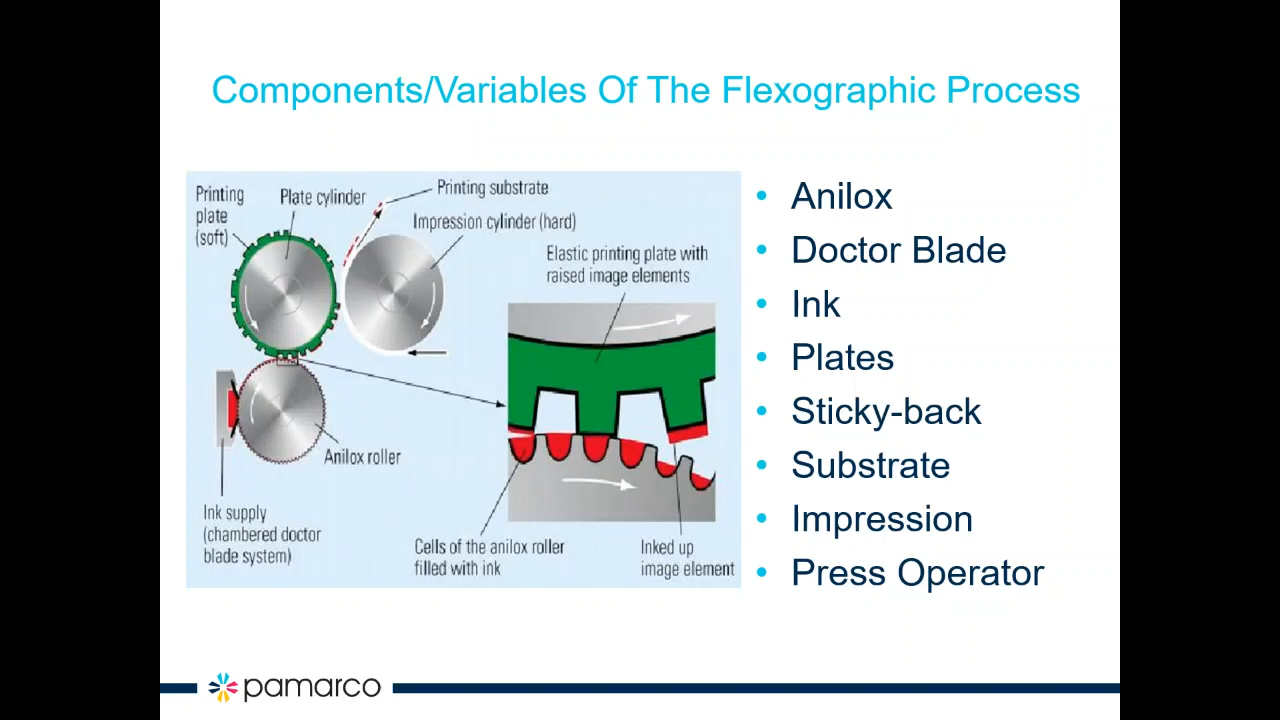 Components/Variables Of The Flexographic Process
Printing
plate
(soft)
Plate cylinder
Printing substrate
Impression cylinder (hard)
Elastic printing plate with
raised image elements
Anilox roller
Ink supply
(chambered doctor
blade system)
Cells of the anilox roller
filled with ink
Inked up
image element
• Anilox
• Doctor Blade
• Ink
• Plates
• Sticky-back
• Substrate
• Impression
• Press Operator
pamarco